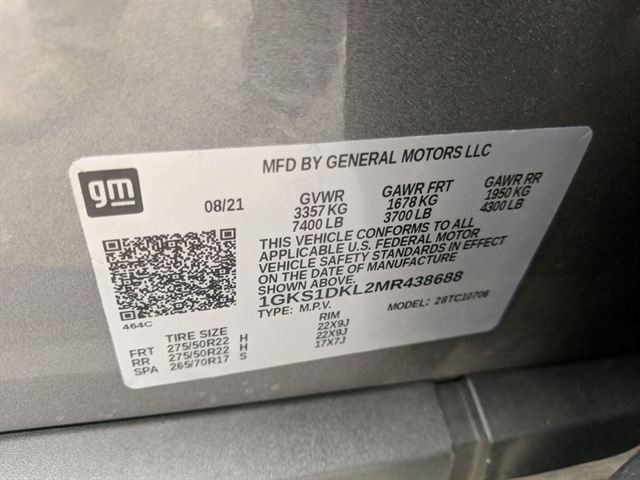 gm
MFD BY GENERAL MOTORS LLC
08/21 GVWR GAWR FRT GAWR RR
3357 KG 1678 KG 1950 KG
7400 LB 3700 LB 4300 LB
THIS VEHICLE CONFORMS TO ALL
APPLICABLE U.S. FEDERAL MOTOR
VEHICLE SAFETY STANDARDS IN EFFECT
ON THE DATE OF MANUFACTURE
SHOWN ABOVE.
1GKS1DKL2MR438688
TYPE: M.P.V. MODEL: 28TC10706
464C
TIRE SIZE RIM
FRT 275/50R22 H 22X9J
RR 275/50R22 H 22X9J
SPA 265/70R17 S 17X7J